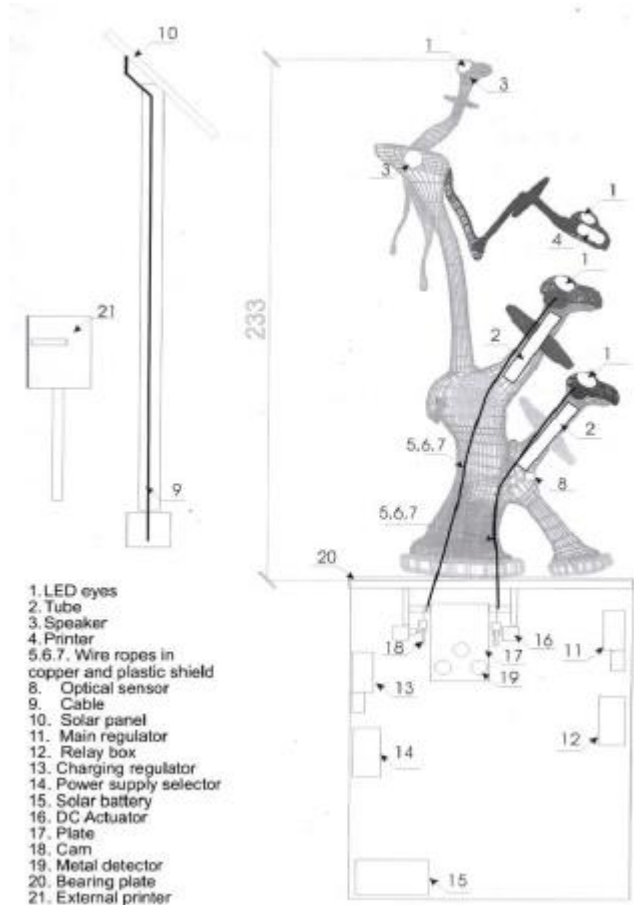 10
1
3
3
1
4
1
21
2
233
1
2
5,6,7
9
8
5,6,7
20
18
17
16
11
13
19
12
14
15
1. LED eyes
2. Tube
3. Speaker
4. Printer
5.6.7. Wire ropes in
copper and plastic shield
8. Optical sensor
9. Cable
10. Solar panel
11. Main regulator
12. Relay box
13. Charging regulator
14. Power supply selector
15. Solar battery
16. DC Actuator
17. Plate
18. Cam
19. Metal detector
20. Bearing plate
21. External printer